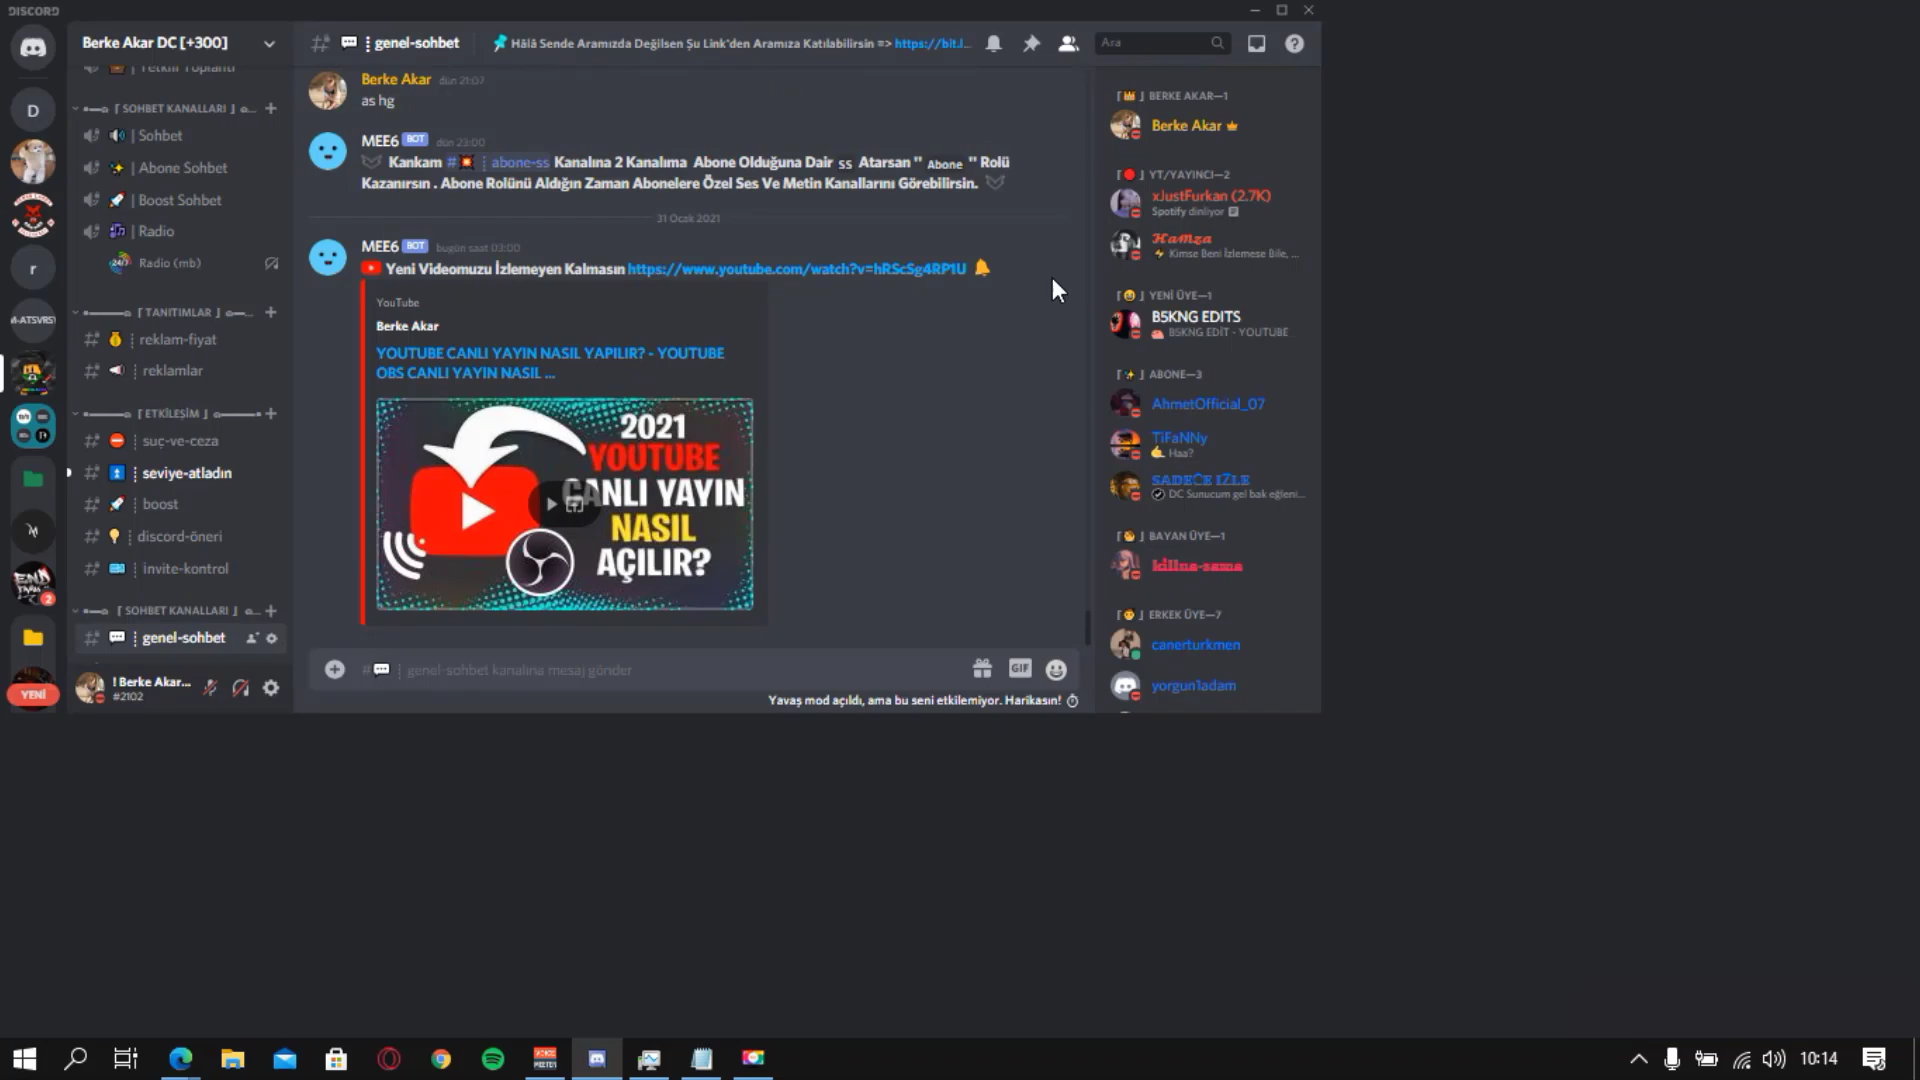 DISCORD
Berke Akar DC [+300]
Yetkili Toplantı
[ SOHBET KANALLARI ]
| Sohbet
| Abone Sohbet
| Boost Sohbet
| Radio
Radio (mb)
[ TANITIMLAR ]
reklam-fiyat
reklamlar
[ ETKİLEŞİM ]
suç-ve-ceza
seviye-atladın
boost
discord-öneri
invite-kontrol
[ SOHBET KANALLARI ]
genel-sohbet
! Berke Akar...
#2102
D
r
2
YENİ
genel-sohbet
Hâlâ Sende Aramızda Değilsen Şu Link'den Aramıza Katılabilirsin => https://bit.l...
Ara
Berke Akar dün 21:07
as hg
MEE6 BOT dün 23:00
Kankam # abone-ss Kanalına 2 Kanalıma Abone Olduğuna Dair ss Atarsan " Abone " Rolü
Kazanırsın . Abone Rolünü Aldığın Zaman Abonelere Özel Ses Ve Metin Kanallarını Görebilirsin.
31 Ocak 2021
MEE6 BOT bugün saat 03:00
Yeni Videomuzu İzlemeyen Kalmasın https://www.youtube.com/watch?v=hRScSg4RP1U
YouTube
Berke Akar
YOUTUBE CANLI YAYIN NASIL YAPILIR? - YOUTUBE
OBS CANLI YAYIN NASIL ...
2021
YOUTUBE
CANLI YAYIN
NASIL
AÇILIR?
genel-sohbet kanalına mesaj gönder
GIF
Yavaş mod açıldı, ama bu seni etkilemiyor. Harikasın!
[ ] BERKE AKAR—1
Berke Akar
[ ] YT/YAYINCI—2
xJustFurkan (2.7K)
Spotify dinliyor
Hamza
Kimse Beni İzlemese Bile, ...
[ ] YENİ ÜYE—1
B5KNG EDITS
B5KNG EDİT - YOUTUBE
[ ] ABONE—3
AhmetOfficial_07
TiFaNNy
Haa?
SADECE IZLE
DC Sunucum gel bak eğleni...
[ ] BAYAN ÜYE—1
[ ] ERKEK ÜYE—7
canerturkmen
yorgun1adam
10:14